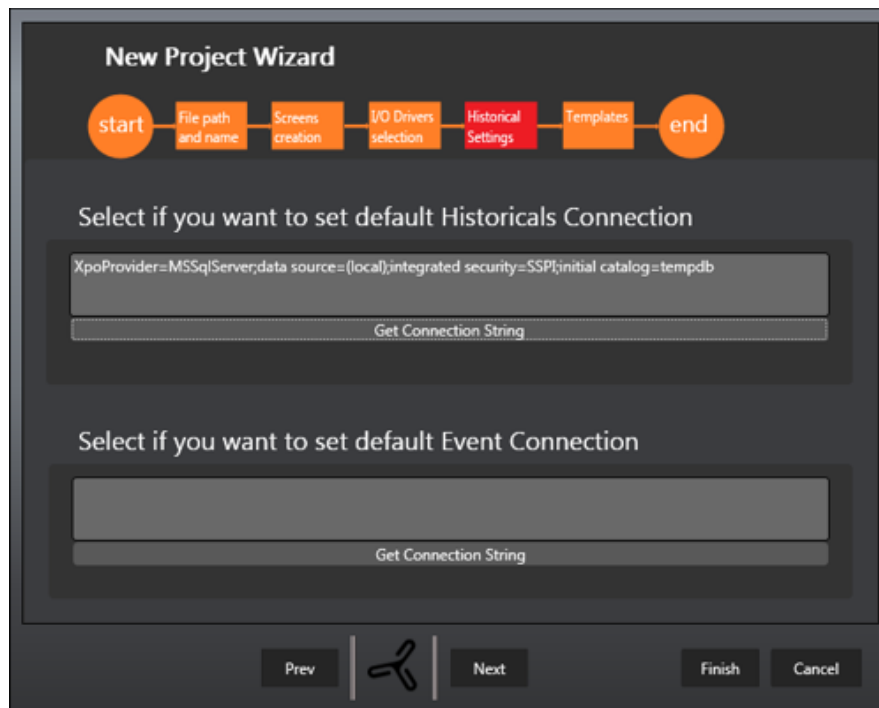 New Project Wizard
start
File path
and name
Screens
creation
I/O Drivers
selection
Historical
Settings
Templates
end
Select if you want to set default Historicals Connection
XpoProvider=MSSqlServer;data source=(local);integrated security=SSPI;initial catalog=tempdb
Get Connection String
Select if you want to set default Event Connection
Get Connection String
Prev
Next
Finish
Cancel